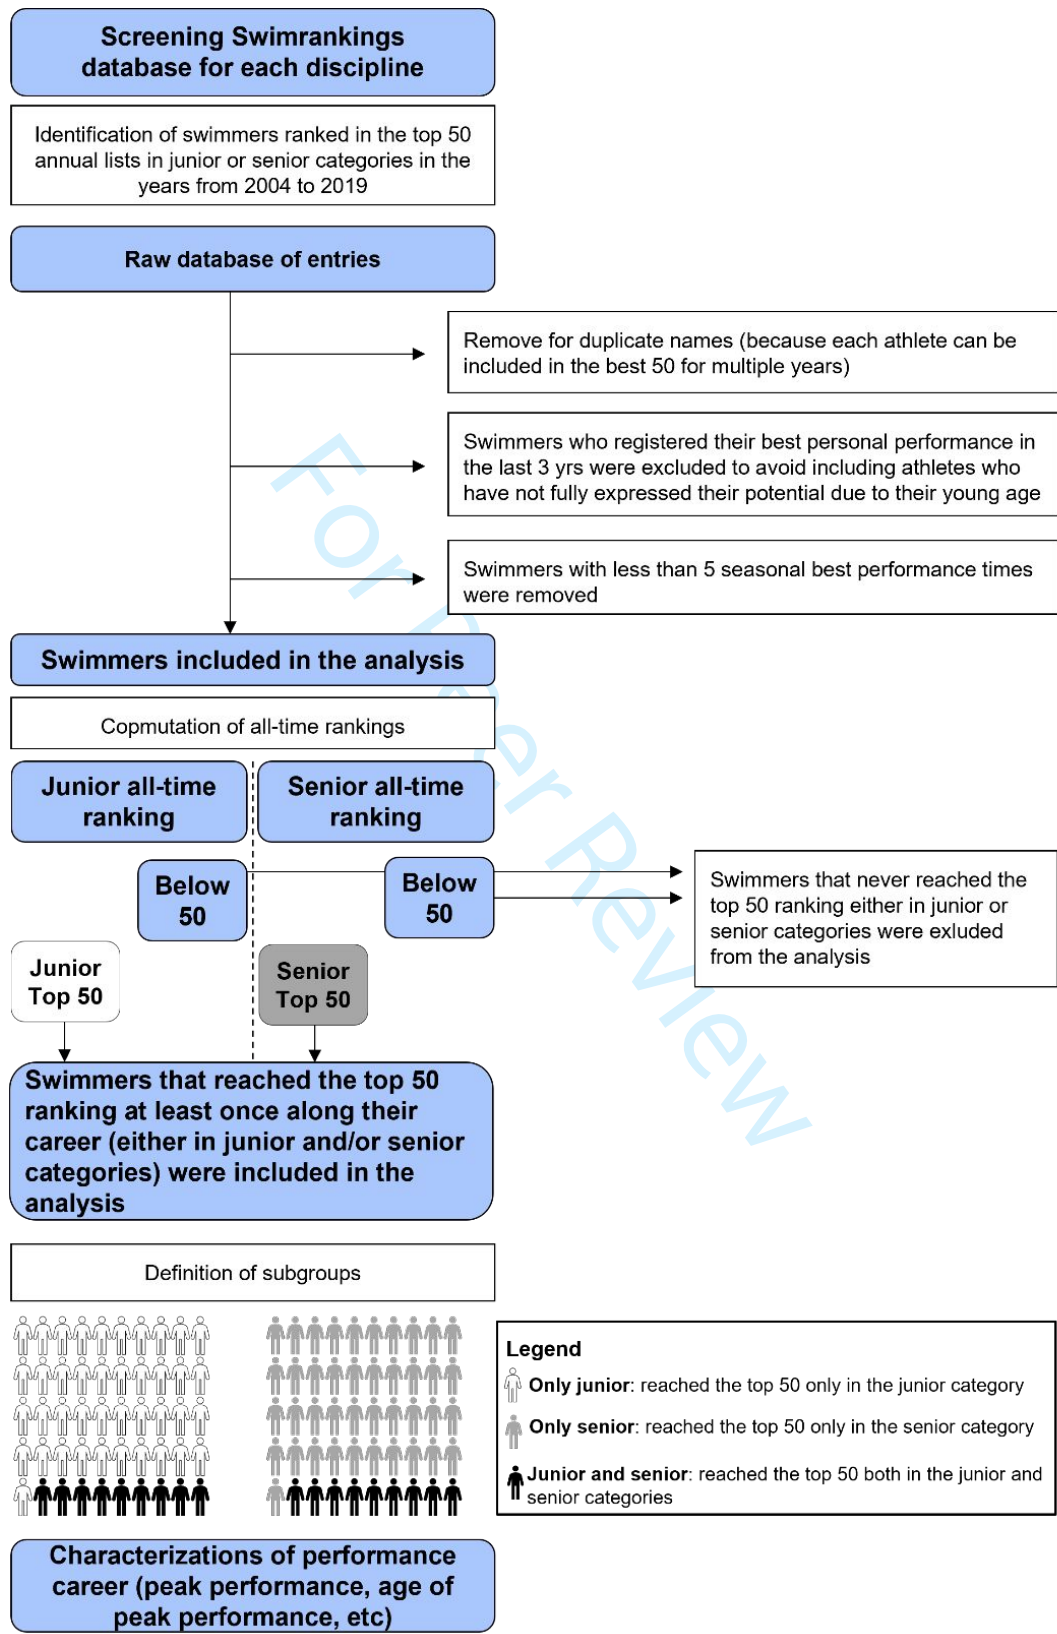 Screening Swimrankings
database for each discipline
Identification of swimmers ranked in the top 50
annual lists in junior or senior categories in the
years from 2004 to 2019
Raw database of entries
Remove for duplicate names (because each athlete can be
included in the best 50 for multiple years)
Swimmers who registered their best personal performance in
the last 3 yrs were excluded to avoid including athletes who
have not fully expressed their potential due to their young age
Swimmers with less than 5 seasonal best performance times
were removed
Swimmers included in the analysis
Copmutation of all-time rankings
Junior all-time
ranking
Senior all-time
ranking
Below
50
Below
50
Swimmers that never reached the
top 50 ranking either in junior or
senior categories were exluded
from the analysis
Junior
Top 50
Senior
Top 50
Swimmers that reached the top 50
ranking at least once along their
career (either in junior and/or senior
categories) were included in the
analysis
Definition of subgroups
Legend
Only junior: reached the top 50 only in the junior category
Only senior: reached the top 50 only in the senior category
Junior and senior: reached the top 50 both in the junior and
senior categories
Characterizations of performance
career (peak performance, age of
peak performance, etc)
For Peer Review